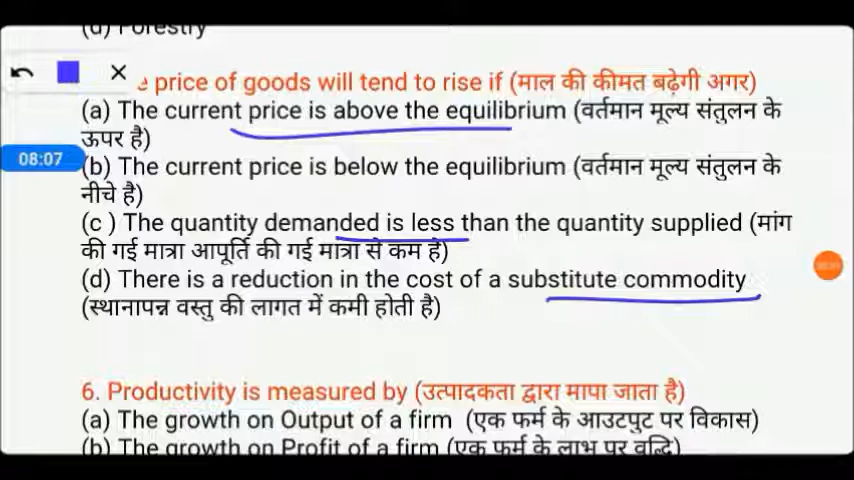 (d) Forestry
price of goods will tend to rise if (माल की कीमत बढ़ेगी अगर)
(a) The current price is above the equilibrium (वर्तमान मूल्य संतुलन के
ऊपर है)
08:07
(b) The current price is below the equilibrium (वर्तमान मूल्य संतुलन के
नीचे है)
(c ) The quantity demanded is less than the quantity supplied (मांग
की गई मात्रा आपूर्ति की गई मात्रा से कम है)
(d) There is a reduction in the cost of a substitute commodity
(स्थानापन्न वस्तु की लागत में कमी होती है)
6. Productivity is measured by (उत्पादकता द्वारा मापा जाता है)
(a) The growth on Output of a firm (एक फर्म के आउटपुट पर विकास)
(b) The growth on Profit of a firm (एक फर्म के लाभ पर वृद्धि)